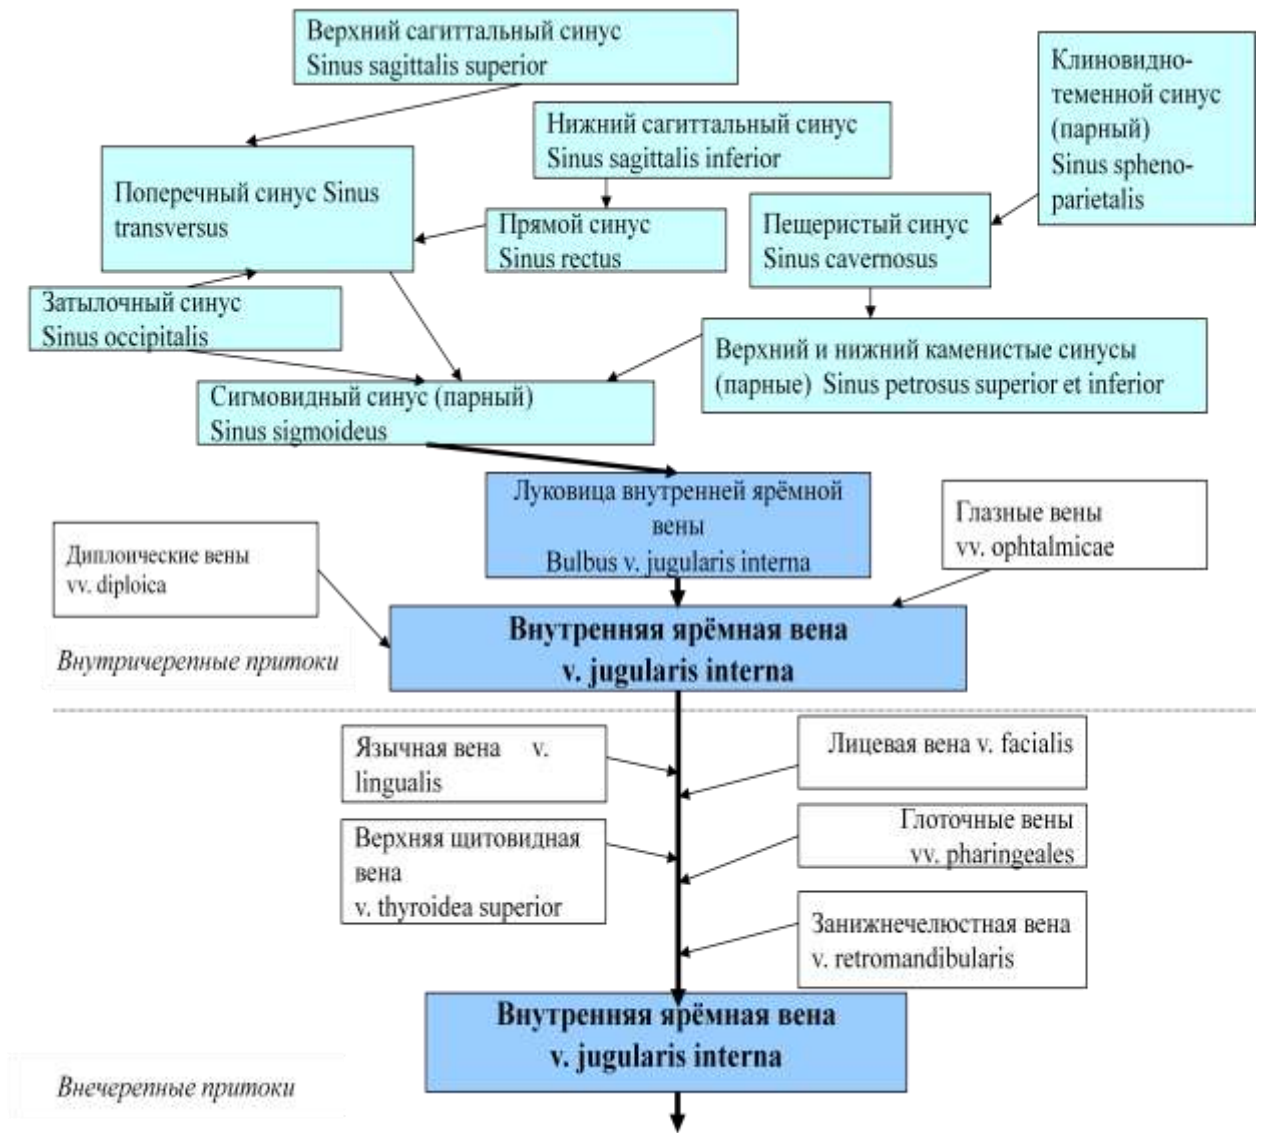 Верхний сагиттальный синус
Sinus sagittalis superior
Клиновидно-
теменной синус
(парный)
Sinus spheno-
parietalis
Нижний сагиттальный синус
Sinus sagittalis inferior
Поперечный синус Sinus
transversus
Прямой синус
Sinus rectus
Пещеристый синус
Sinus cavernosus
Затылочный синус
Sinus occipitalis
Верхний и нижний каменистые синусы
(парные) Sinus petrosus superior et inferior
Сигмовидный синус (парный)
Sinus sigmoideus
Луковица внутренней ярёмной
вены
Bulbus v. jugularis interna
Глазные вены
vv. ophtalmicae
Диплоические вены
vv. diploica
Внутренняя ярёмная вена
v. jugularis interna
Внутричерепные притоки
Язычная вена v.
lingualis
Лицевая вена v. facialis
Верхняя щитовидная
вена
v. thyroidea superior
Глоточные вены
vv. pharingeales
Занижнечелюстная вена
v. retromandibularis
Внутренняя ярёмная вена
v. jugularis interna
Внечерепные притоки